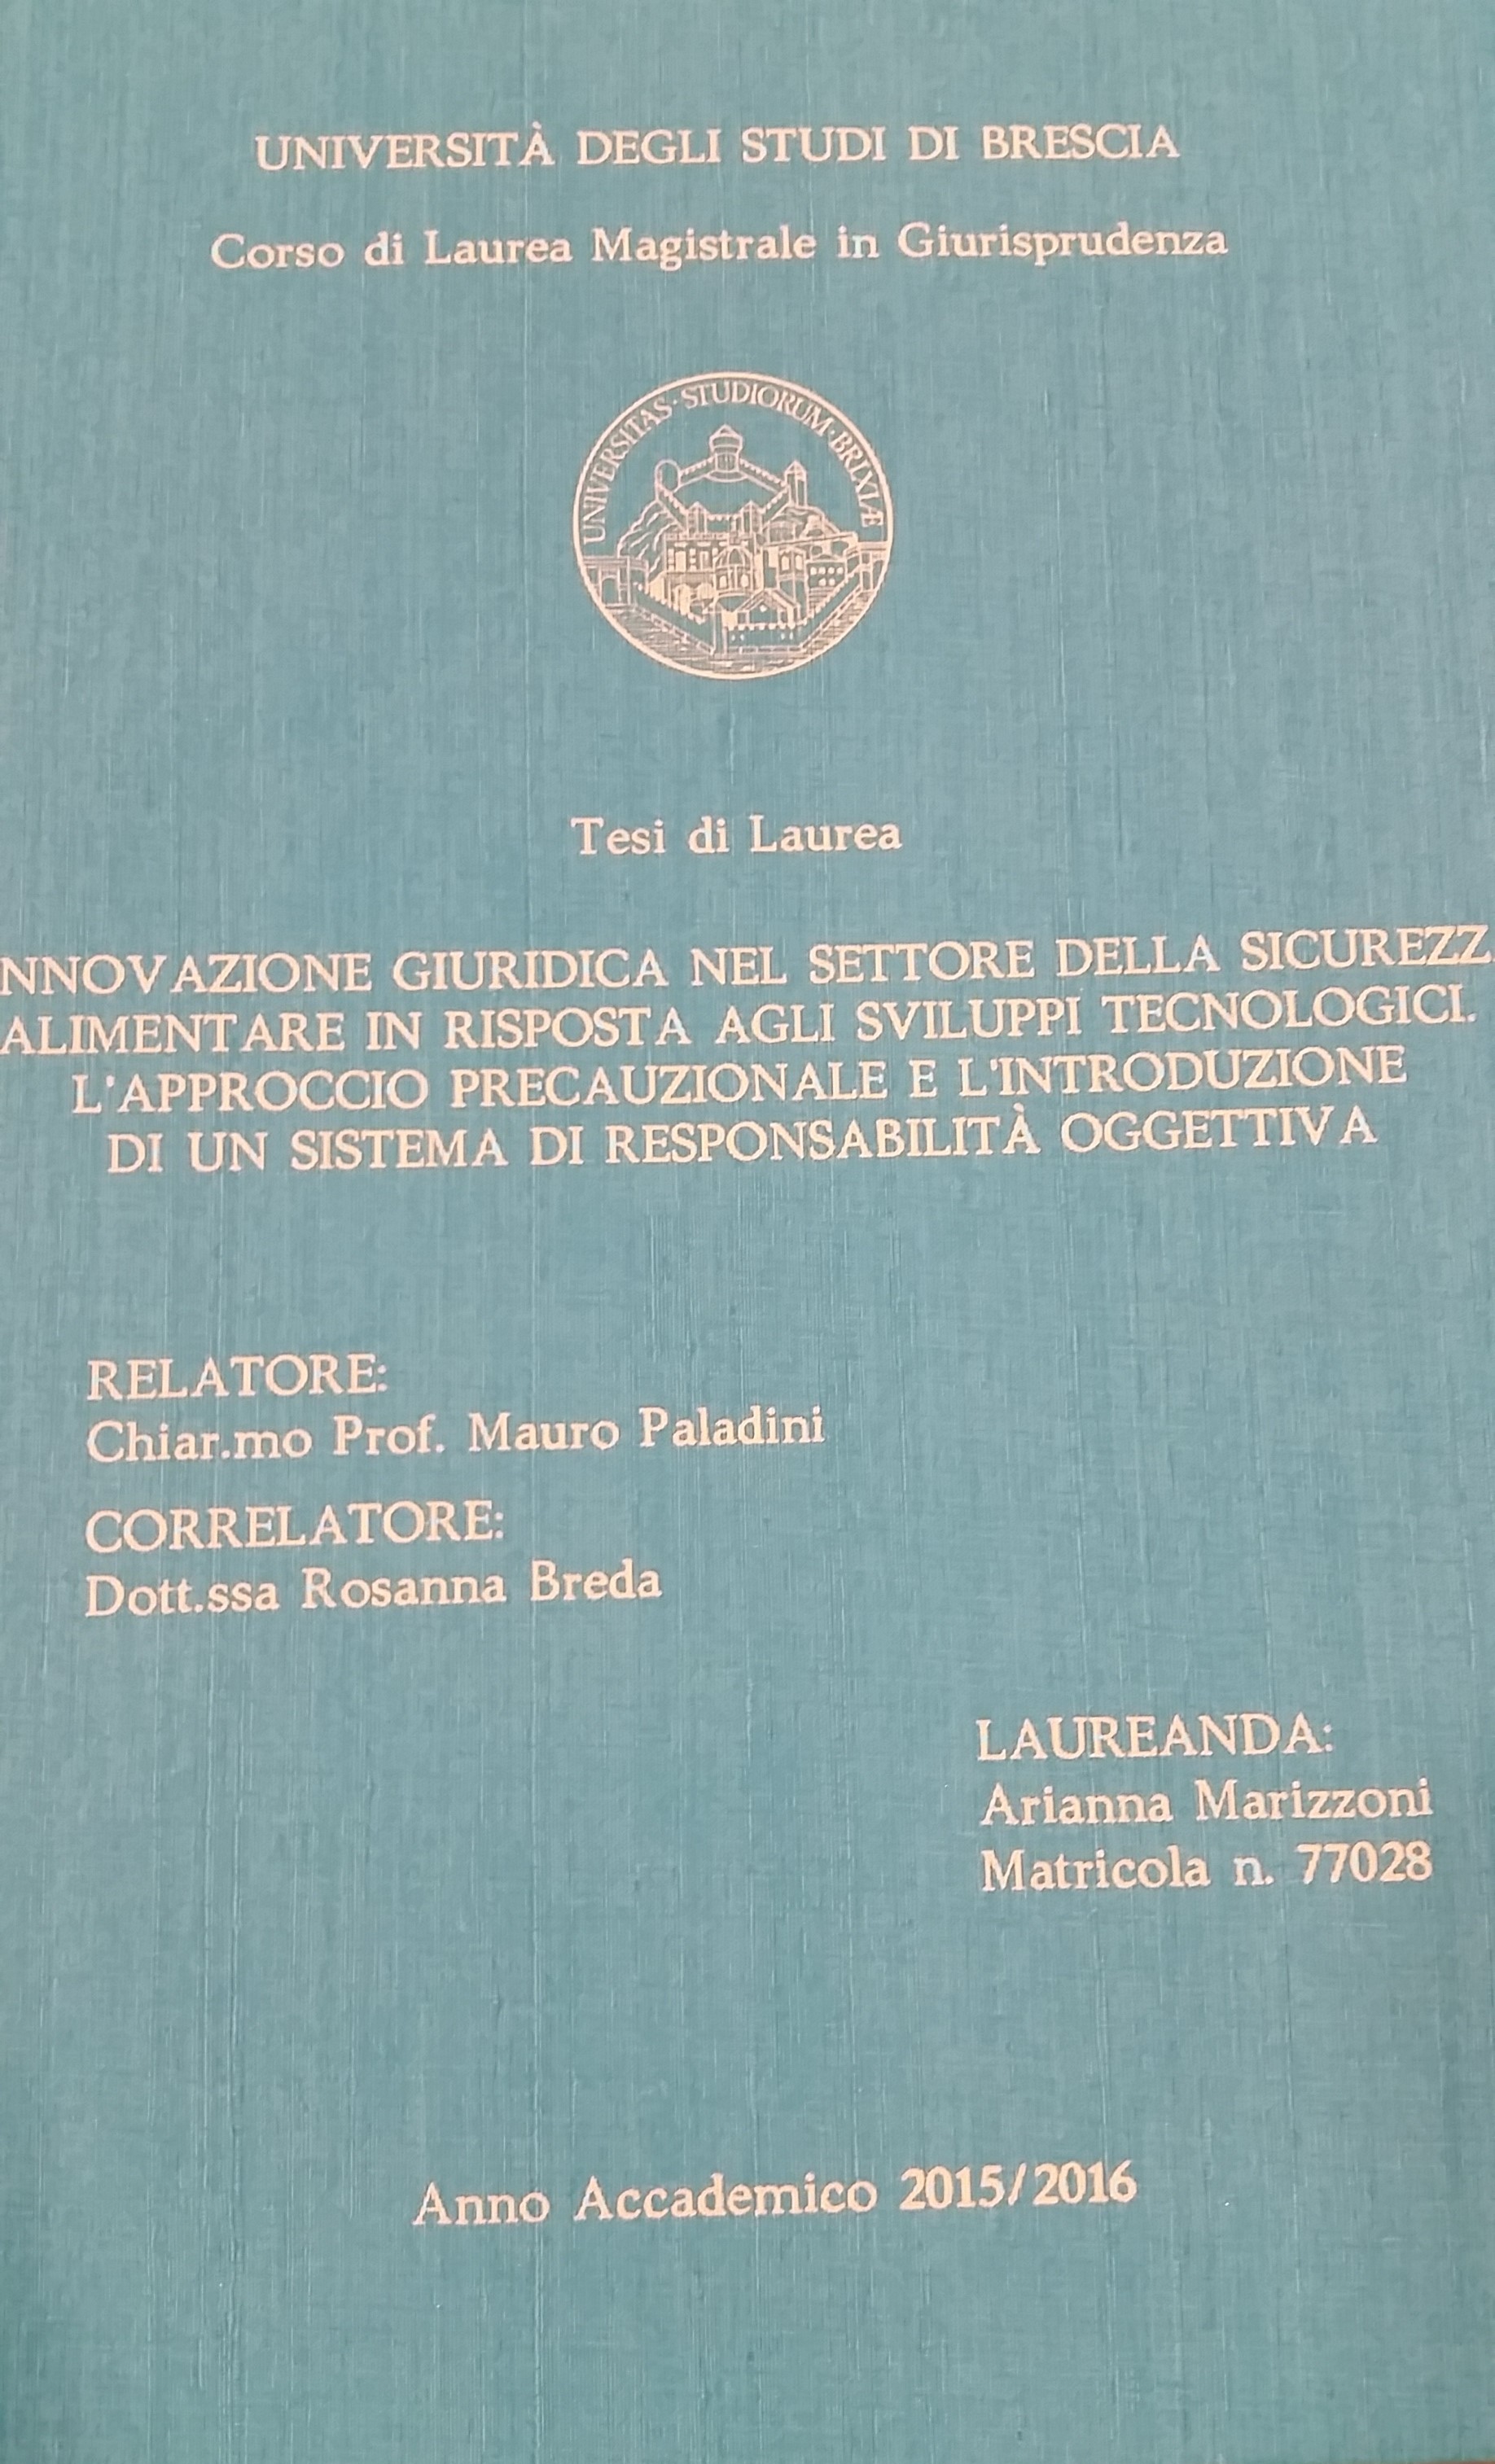 UNIVERSITÀ DEGLI STUDI DI BRESCIA
Corso di Laurea Magistrale in Giurisprudenza
UNIVERSITAS · STUDIORUM · BRIXIÆ
Tesi di Laurea
NNOVAZIONE GIURIDICA NEL SETTORE DELLA SICUREZZ
ALIMENTARE IN RISPOSTA AGLI SVILUPPI TECNOLOGICI.
L'APPROCCIO PRECAUZIONALE E L'INTRODUZIONE
DI UN SISTEMA DI RESPONSABILITÀ OGGETTIVA
RELATORE:
Chiar.mo Prof. Mauro Paladini
CORRELATORE:
Dott.ssa Rosanna Breda
LAUREANDA:
Arianna Marizzoni
Matricola n. 77028
Anno Accademico 2015/2016